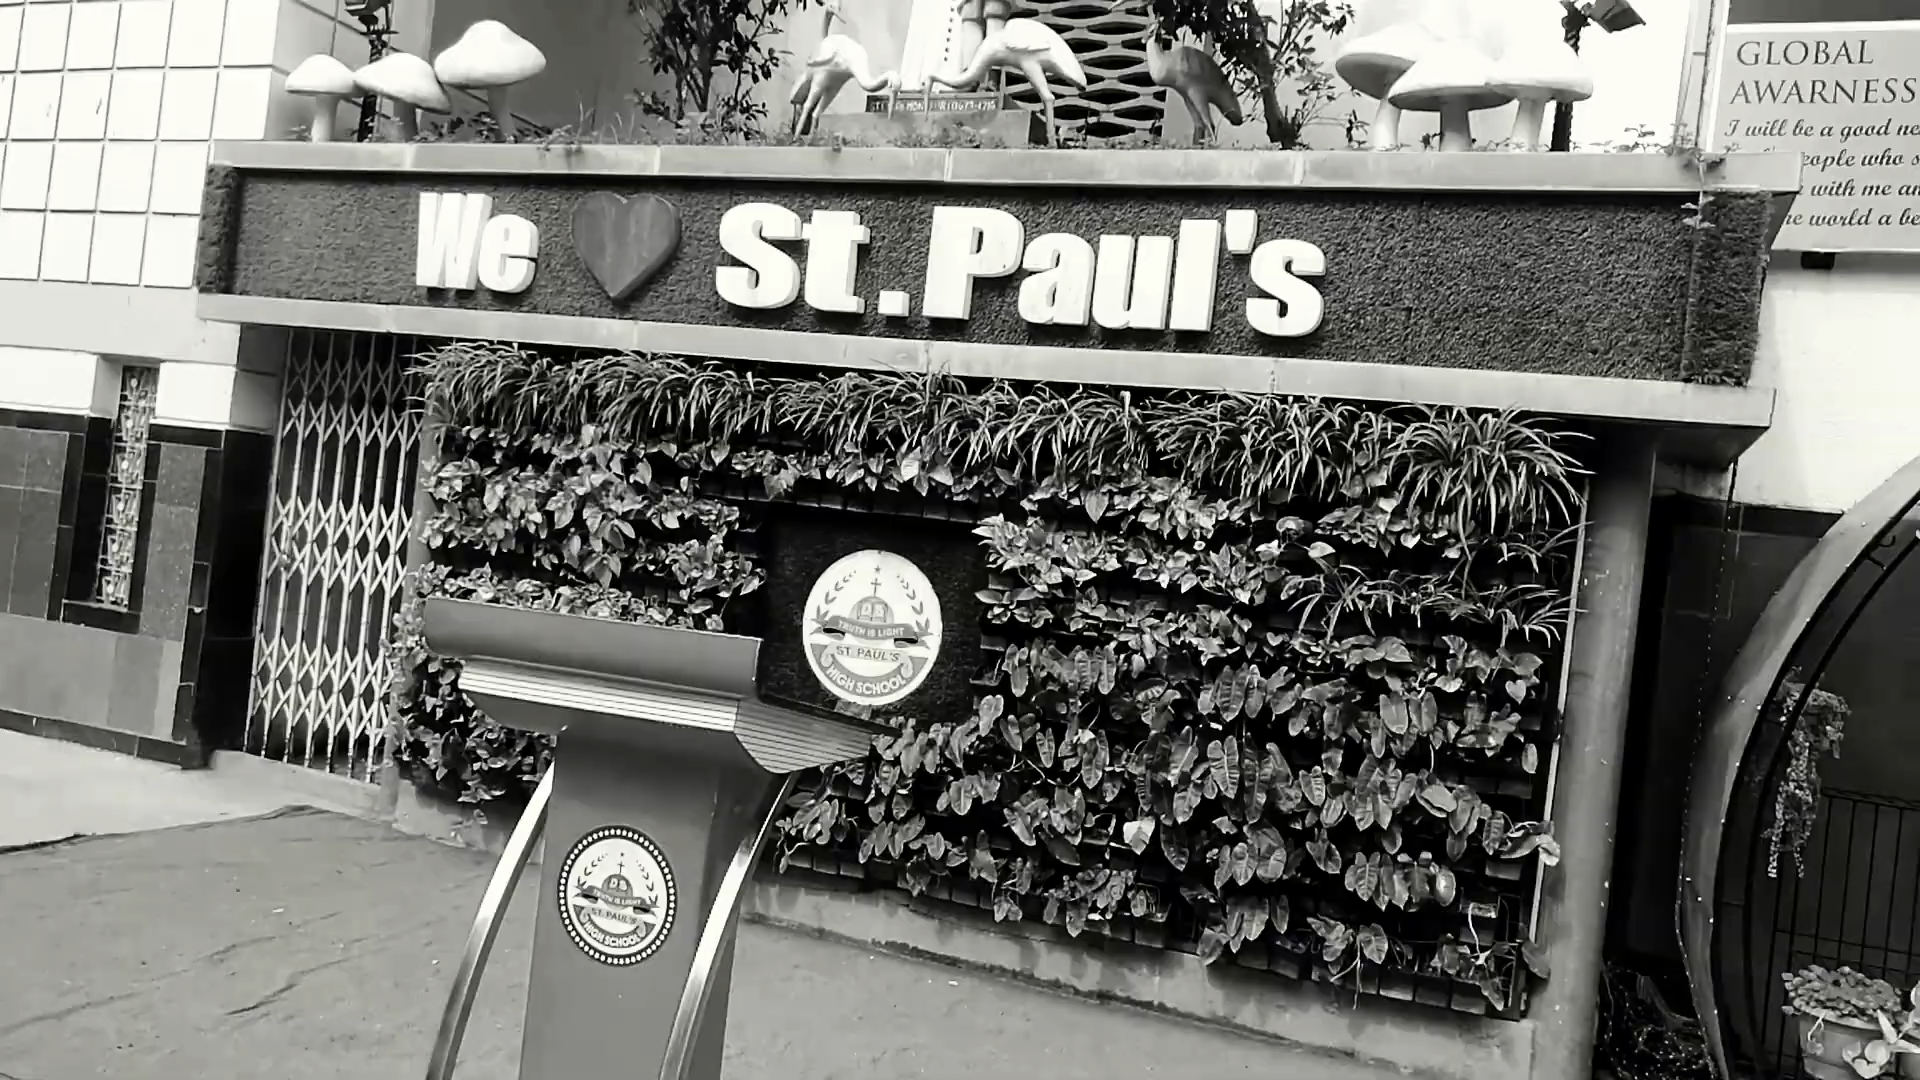 GLOBAL
AWARNESS
I will be a good ne
eople who s
with me an
e world a be
We St. Paul's
TRUTH IS LIGHT
ST. PAUL'S
HIGH SCHOOL
TRUTH IS LIGHT
ST. PAUL'S
HIGH SCHOOL